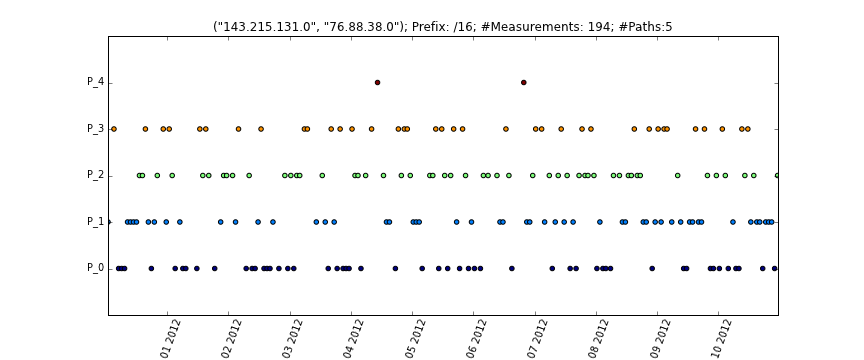 ("143.215.131.0", "76.88.38.0"); Prefix: /16; #Measurements: 194; #Paths:5
P_4
P_3
P_2
P_1
P_0
01 2012
02 2012
03 2012
04 2012
05 2012
06 2012
07 2012
08 2012
09 2012
10 2012